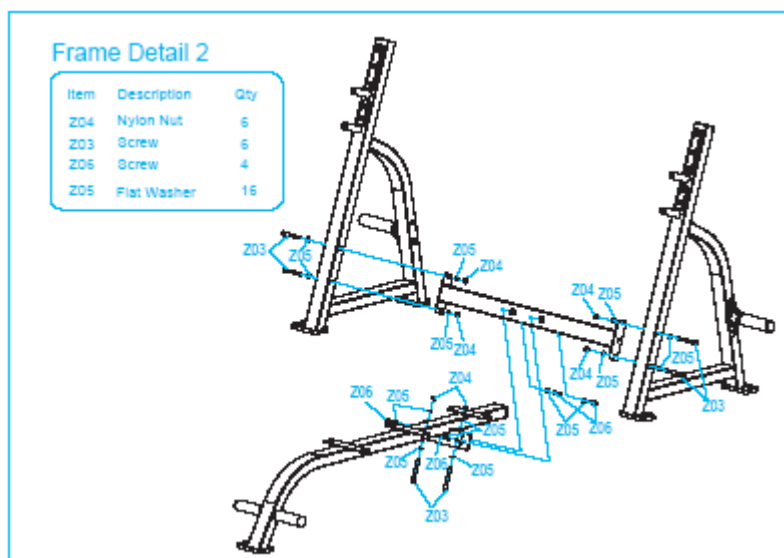 Frame Detail 2
Item Description Qty
Z04 Nylon Nut 6
Z03 Screw 6
Z06 Screw 4
Z05 Flat Washer 16
Z03
Z05
Z05
Z04
Z05
Z04
Z04
Z05
Z04
Z05
Z05
Z03
Z06
Z05
Z04
Z05
Z05
Z06
Z05
Z06
Z05
Z03